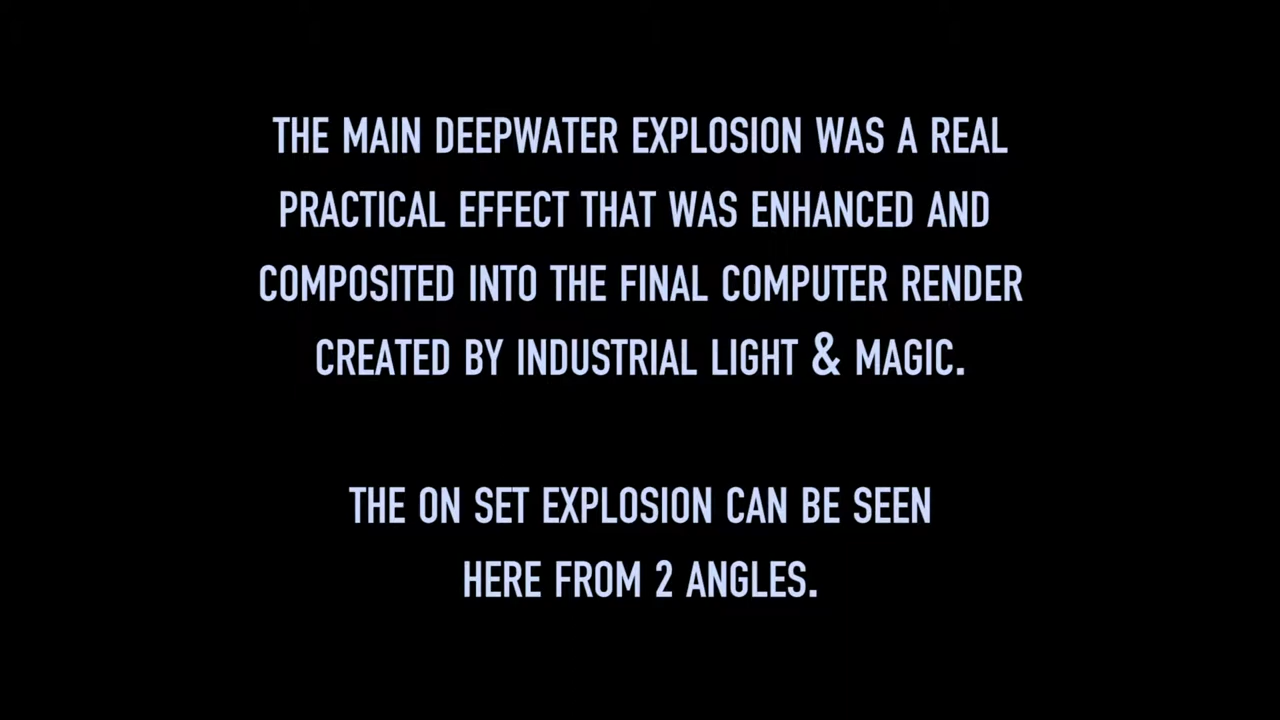 THE MAIN DEEPWATER EXPLOSION WAS A REAL
PRACTICAL EFFECT THAT WAS ENHANCED AND
COMPOSITED INTO THE FINAL COMPUTER RENDER
CREATED BY INDUSTRIAL LIGHT & MAGIC.
THE ON SET EXPLOSION CAN BE SEEN
HERE FROM 2 ANGLES.